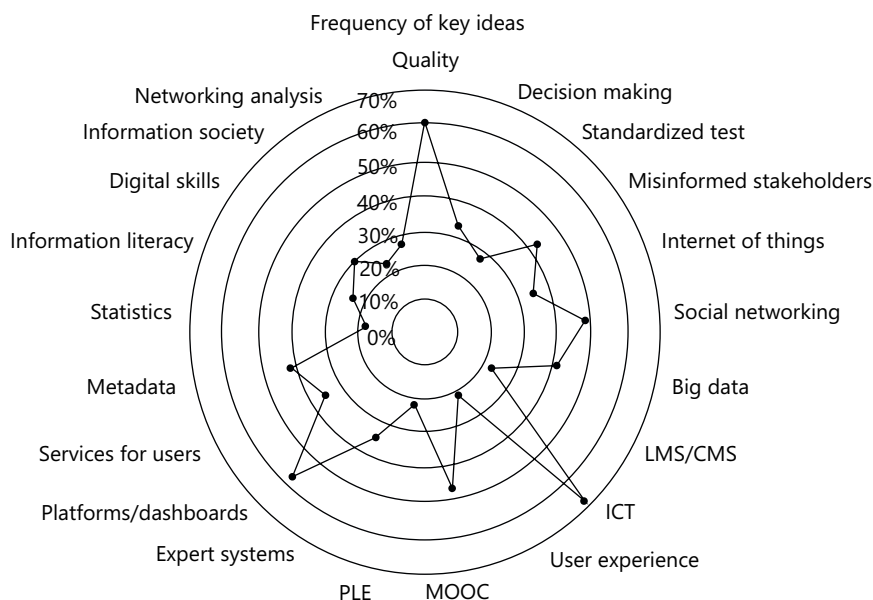 Frequency of key ideas
Quality
Decision making
Standardized test
Misinformed stakeholders
Internet of things
Social networking
Big data
LMS/CMS
ICT
User experience
MOOC
PLE
Expert systems
Platforms/dashboards
Services for users
Metadata
Statistics
Information literacy
Digital skills
Information society
Networking analysis
70%
60%
50%
40%
30%
20%
10%
0%